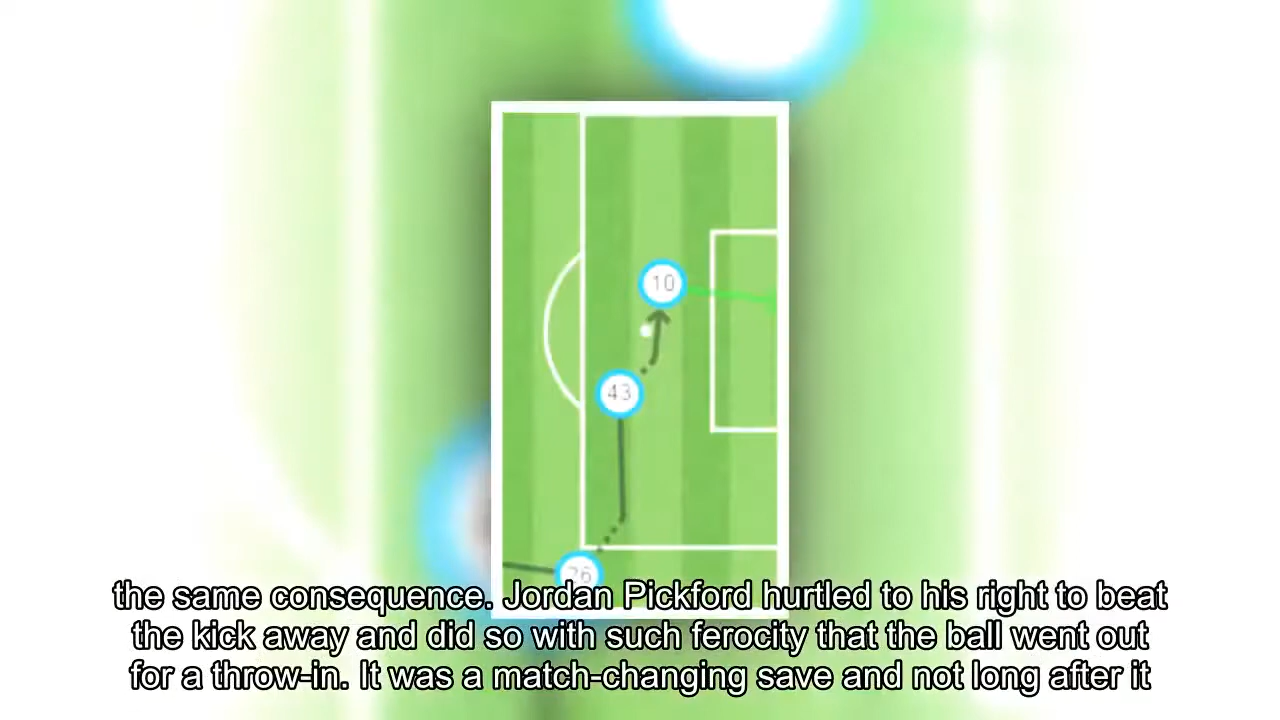 10
43
26
the same consequence. Jordan Pickford hurtled to his right to beat
the kick away and did so with such ferocity that the ball went out
for a throw-in. It was a match-changing save and not long after it